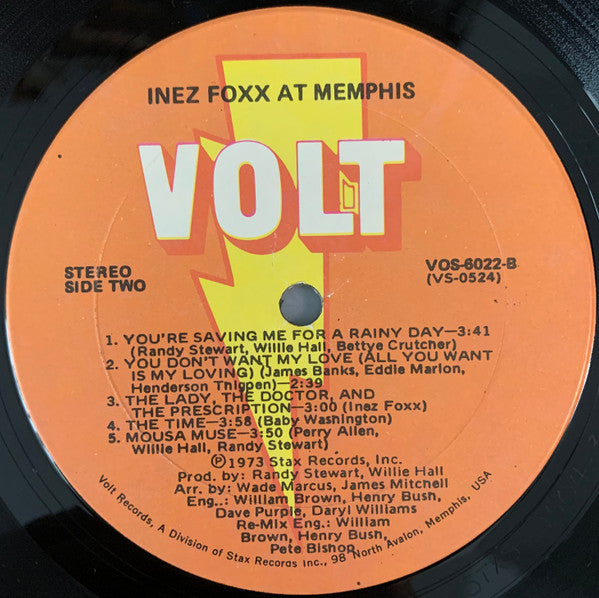 INEZ FOXX AT MEMPHIS
VOLT
STEREO
SIDE TWO
VOS-6022-B
(VS-0524)
1. YOU'RE SAVING ME FOR A RAINY DAY—3:41
(Randy Stewart, Willie Hall, Bettye Crutcher)
2. YOU DON'T WANT MY LOVE (ALL YOU WANT
IS MY LOVING) (James Banks, Eddie Marion,
Henderson Thigpen)—2:39
3. THE LADY, THE DOCTOR, AND
THE PRESCRIPTION—3:00 (Inez Foxx)
4. THE TIME—3:58 (Baby Washington)
5. MOUSA MUSE—3:50 (Perry Allen,
Willie Hall, Randy Stewart)
℗1973 Stax Records, Inc.
Prod. by: Randy Stewart, Willie Hall
Arr. by: Wade Marcus, James Mitchell
Eng.: William Brown, Henry Bush,
Dave Purple, Daryl Williams
Re-Mix Eng.: William
Brown, Henry Bush,
Pete Bishop
Volt Records, A Division of Stax Records Inc., 98 North Avalon, Memphis, USA